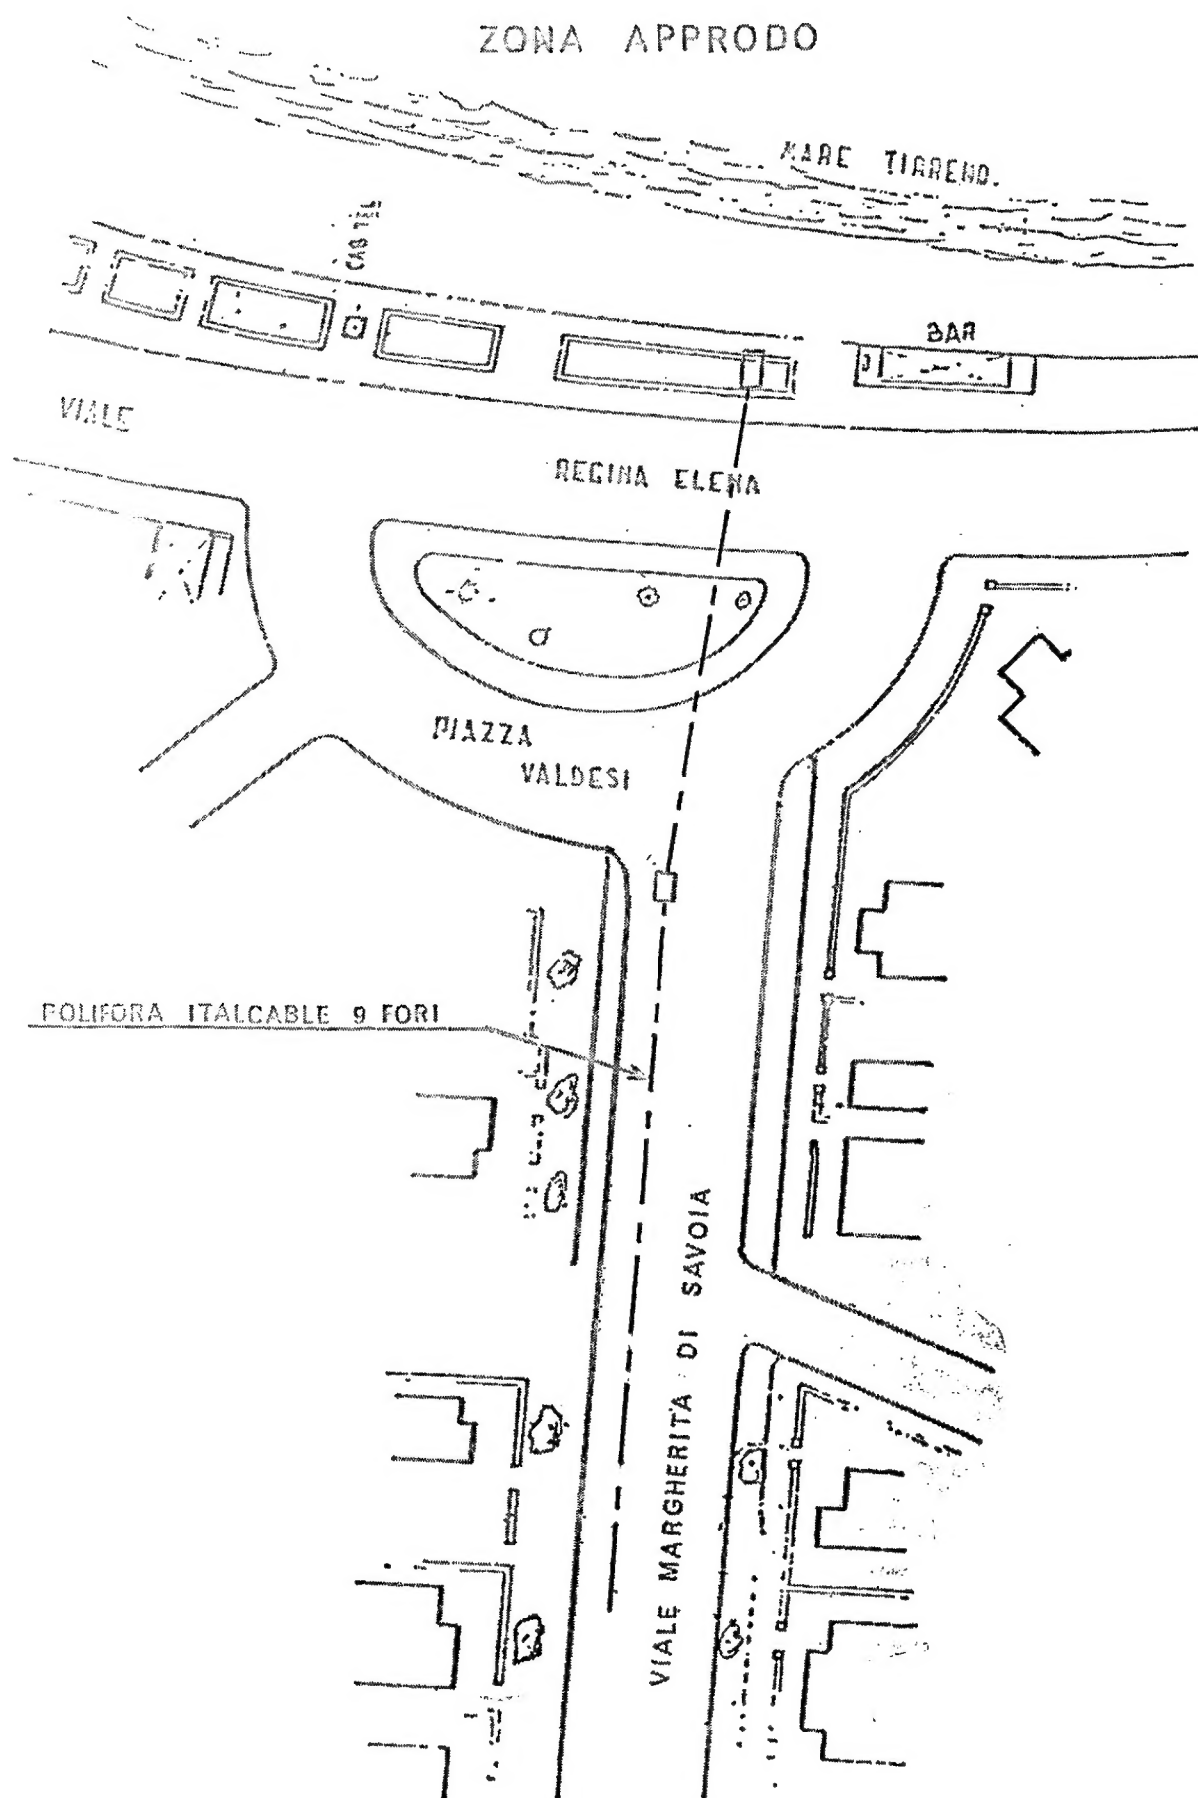 ZONA APPRODO
MARE TIRRENO.
CAB TEL
BAR
VIALE
REGINA ELENA
PIAZZA
VALDESI
POLIFORA ITALCABLE 9 FORI
VIALE MARGHERITA DI SAVOIA